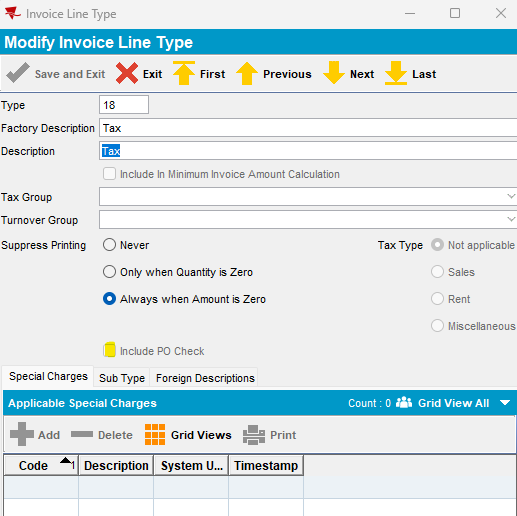 Invoice Line Type
Modify Invoice Line Type
Save and Exit Exit First Previous Next Last
Type 18
Factory Description Tax
Description Tax
Include In Minimum Invoice Amount Calculation
Tax Group
Turnover Group
Suppress Printing Never Tax Type Not applicable
Only when Quantity is Zero Sales
Always when Amount is Zero Rent
Miscellaneous
Include PO Check
Special Charges Sub Type Foreign Descriptions
Applicable Special Charges Count : 0 Grid View All
Add Delete Grid Views Print
Code 1 Description System U... Timestamp